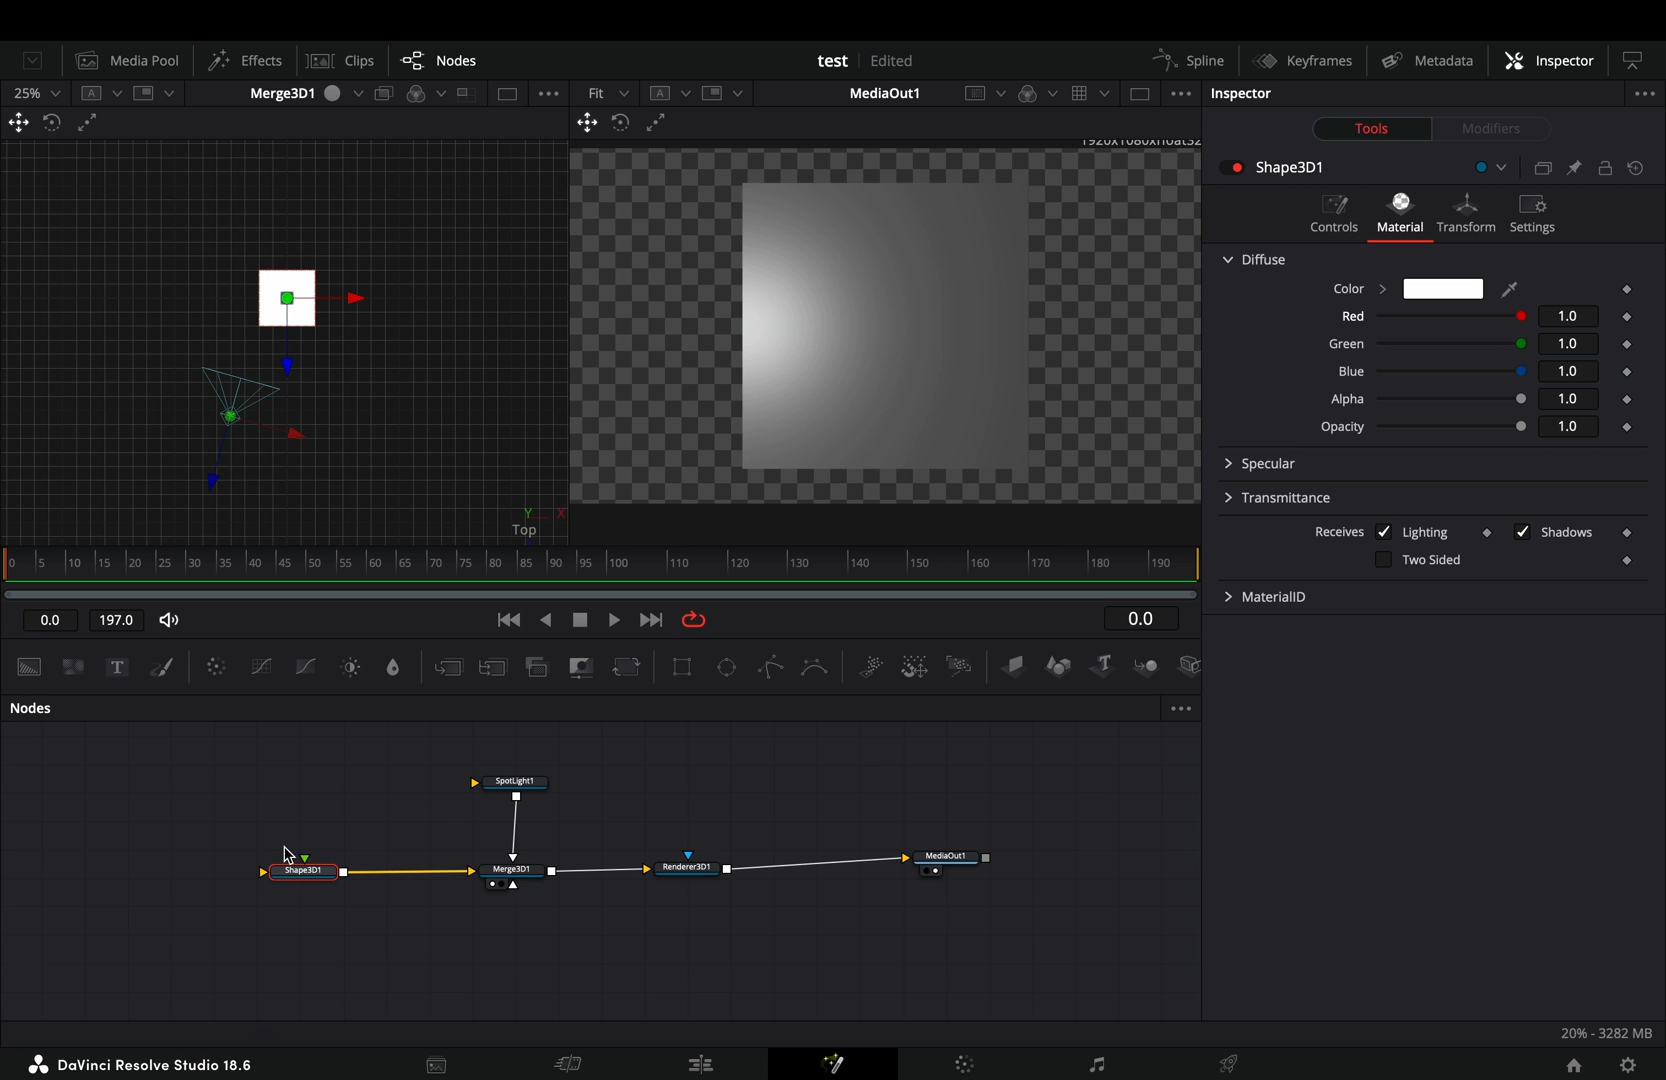 Media Pool Effects Clips Nodes test Edited Spline Keyframes Metadata Inspector
25% Merge3D1 Fit MediaOut1 Inspector
Tools Modifiers
1920x1080xfloat32
Shape3D1
Controls Material Transform Settings
Diffuse
Color
Red 1.0
Green 1.0
Blue 1.0
Alpha 1.0
Opacity 1.0
Specular
Transmittance
Y X
Top
Receives Lighting Shadows
Two Sided
0 5 10 15 20 25 30 35 40 45 50 55 60 65 70 75 80 85 90 95 100 110 120 130 140 150 160 170 180 190
MaterialID
0.0 197.0 0.0
T T
Nodes
SpotLight1
Shape3D1 Merge3D1 Renderer3D1 MediaOut1
20% - 3282 MB
DaVinci Resolve Studio 18.6